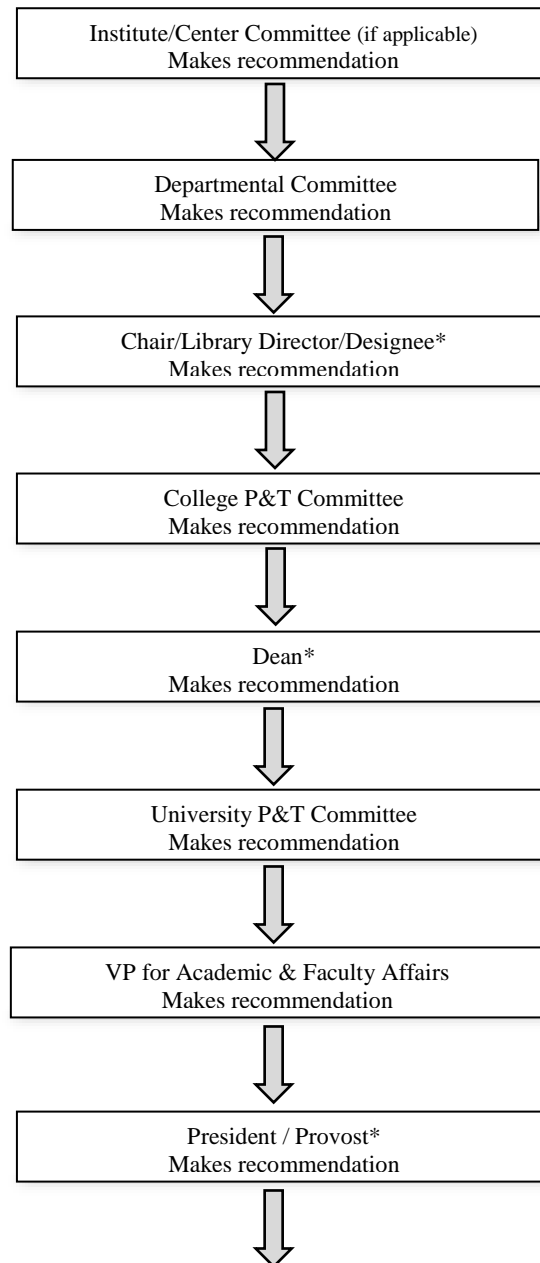 Institute/Center Committee (if applicable)
Makes recommendation
Departmental Committee
Makes recommendation
Chair/Library Director/Designee*
Makes recommendation
College P&T Committee
Makes recommendation
Dean*
Makes recommendation
University P&T Committee
Makes recommendation
VP for Academic & Faculty Affairs
Makes recommendation
President / Provost*
Makes recommendation